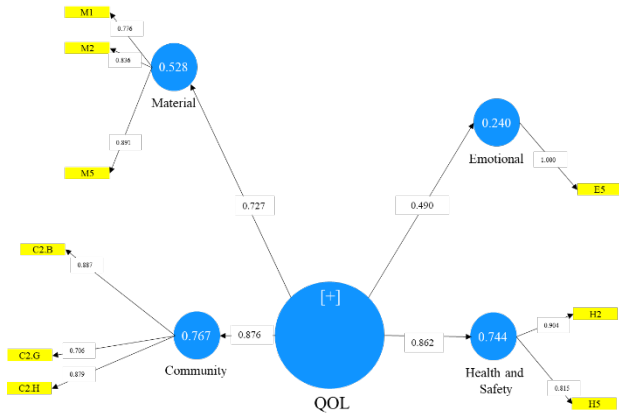 M1
0.776
M2
0.836
0.528
Material
0.891
M5
0.240
Emotional
1.000
E5
0.727
0.490
C2.B
0.887
[+]
H2
0.904
0.767
0.876
0.862
0.744
C2.G
0.706
Community
Health and
Safety
C2.H
0.879
0.815
H5
QOL